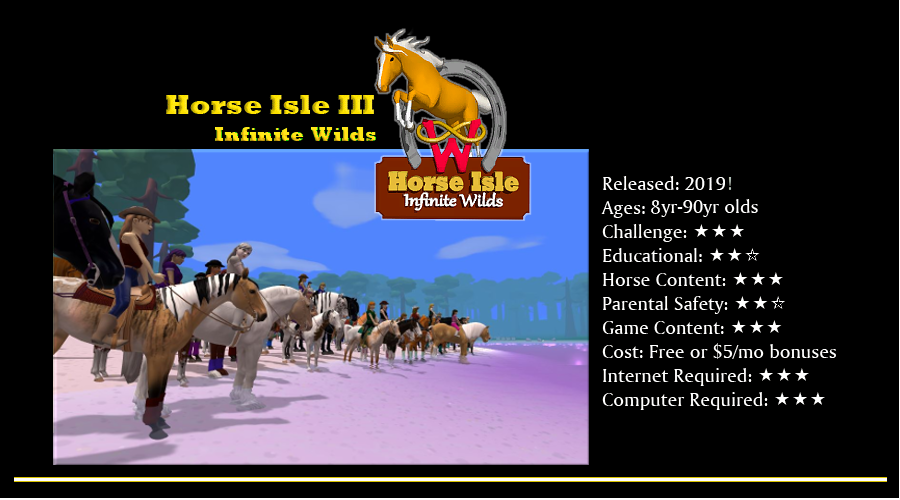 Horse Isle III
Infinite Wilds
W
Horse Isle
Infinite Wilds
Released: 2019!
Ages: 8yr-90yr olds
Challenge: ★★★
Educational: ★★☆
Horse Content: ★★★
Parental Safety: ★★☆
Game Content: ★★★
Cost: Free or $5/mo bonuses
Internet Required: ★★★
Computer Required: ★★★